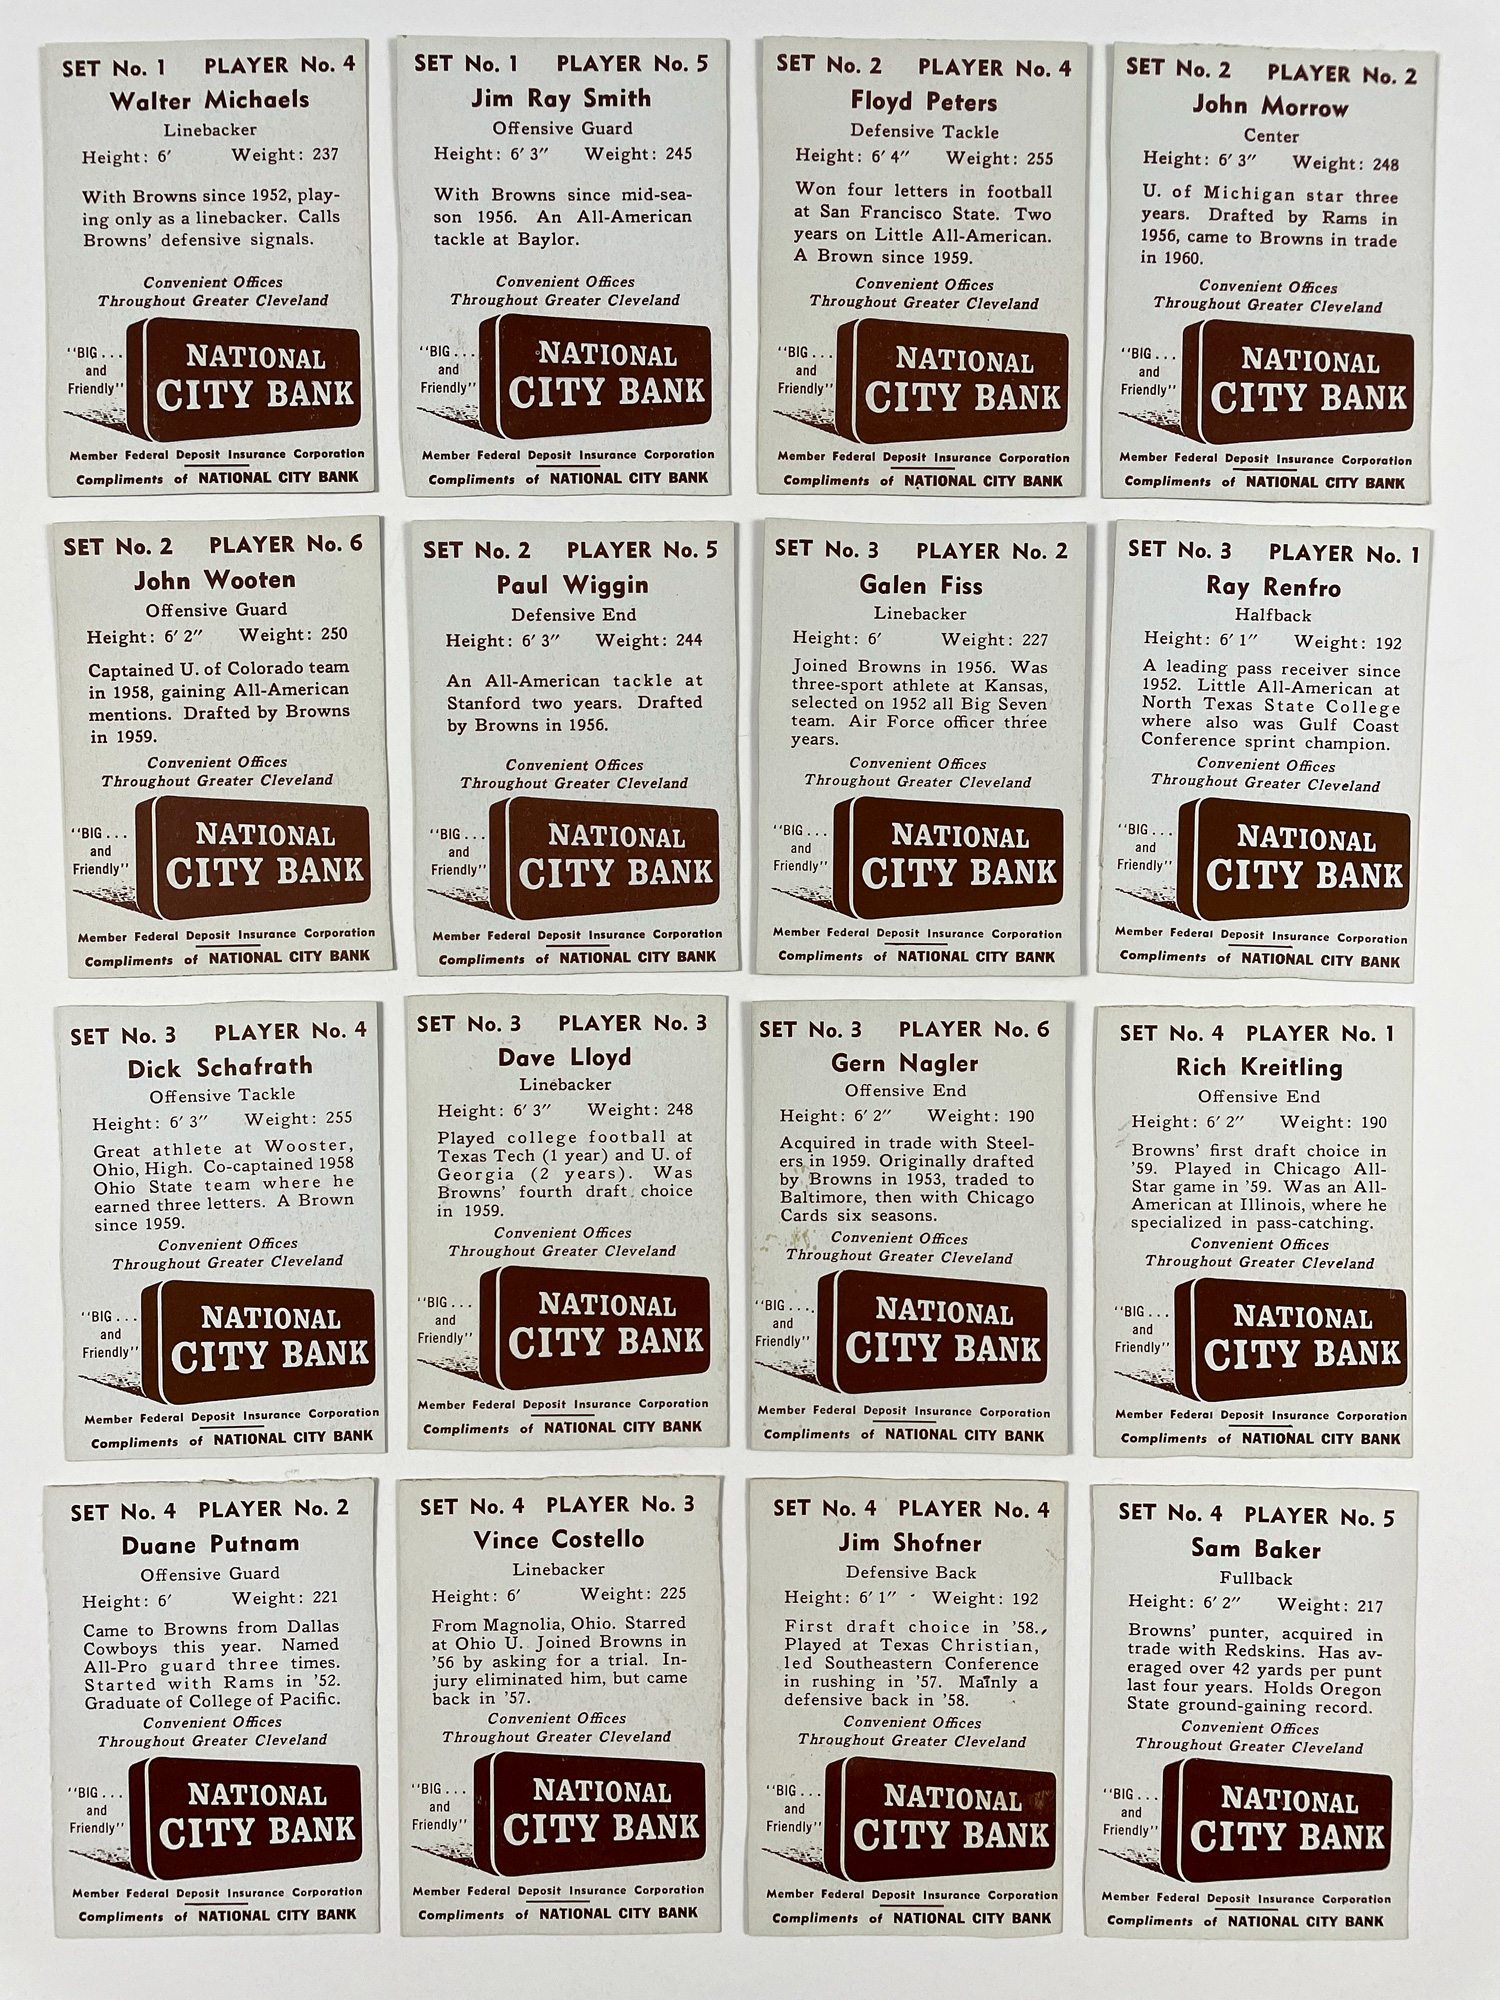 SET No. 1 PLAYER No. 4
Walter Michaels
Linebacker
Height: 6′ Weight: 237
With Browns since 1952, play-
ing only as a linebacker. Calls
Browns' defensive signals.
Convenient Offices
Throughout Greater Cleveland
"BIG . . .
and
Friendly"
NATIONAL
CITY BANK
Member Federal Deposit Insurance Corporation
Compliments of NATIONAL CITY BANK
SET No. 1 PLAYER No. 5
Jim Ray Smith
Offensive Guard
Height: 6′ 3″ Weight: 245
With Browns since mid-sea-
son 1956. An All-American
tackle at Baylor.
Convenient Offices
Throughout Greater Cleveland
"BIG . . .
and
Friendly"
NATIONAL
CITY BANK
Member Federal Deposit Insurance Corporation
Compliments of NATIONAL CITY BANK
SET No. 2 PLAYER No. 4
Floyd Peters
Defensive Tackle
Height: 6′ 4″ Weight: 255
Won four letters in football
at San Francisco State. Two
years on Little All-American.
A Brown since 1959.
Convenient Offices
Throughout Greater Cleveland
"BIG . . .
and
Friendly"
NATIONAL
CITY BANK
Member Federal Deposit Insurance Corporation
Compliments of NATIONAL CITY BANK
SET No. 2 PLAYER No. 2
John Morrow
Center
Height: 6′ 3″ Weight: 248
U. of Michigan star three
years. Drafted by Rams in
1956, came to Browns in trade
in 1960.
Convenient Offices
Throughout Greater Cleveland
"BIG . . .
and
Friendly"
NATIONAL
CITY BANK
Member Federal Deposit Insurance Corporation
Compliments of NATIONAL CITY BANK
SET No. 2 PLAYER No. 6
John Wooten
Offensive Guard
Height: 6′ 2″ Weight: 250
Captained U. of Colorado team
in 1958, gaining All-American
mentions. Drafted by Browns
in 1959.
Convenient Offices
Throughout Greater Cleveland
"BIG . . .
and
Friendly"
NATIONAL
CITY BANK
Member Federal Deposit Insurance Corporation
Compliments of NATIONAL CITY BANK
SET No. 2 PLAYER No. 5
Paul Wiggin
Defensive End
Height: 6′ 3″ Weight: 244
An All-American tackle at
Stanford two years. Drafted
by Browns in 1956.
Convenient Offices
Throughout Greater Cleveland
"BIG . . .
and
Friendly"
NATIONAL
CITY BANK
Member Federal Deposit Insurance Corporation
Compliments of NATIONAL CITY BANK
SET No. 3 PLAYER No. 2
Galen Fiss
Linebacker
Height: 6′ Weight: 227
Joined Browns in 1956. Was
three-sport athlete at Kansas,
selected on 1952 all Big Seven
team. Air Force officer three
years.
Convenient Offices
Throughout Greater Cleveland
"BIG . . .
and
Friendly"
NATIONAL
CITY BANK
Member Federal Deposit Insurance Corporation
Compliments of NATIONAL CITY BANK
SET No. 3 PLAYER No. 1
Ray Renfro
Halfback
Height: 6′ 1″ Weight: 192
A leading pass receiver since
1952. Little All-American at
North Texas State College
where also was Gulf Coast
Conference sprint champion.
Convenient Offices
Throughout Greater Cleveland
"BIG . . .
and
Friendly"
NATIONAL
CITY BANK
Member Federal Deposit Insurance Corporation
Compliments of NATIONAL CITY BANK
SET No. 3 PLAYER No. 4
Dick Schafrath
Offensive Tackle
Height: 6′ 3″ Weight: 255
Great athlete at Wooster,
Ohio, High. Co-captained 1958
Ohio State team where he
earned three letters. A Brown
since 1959.
Convenient Offices
Throughout Greater Cleveland
"BIG . . .
and
Friendly"
NATIONAL
CITY BANK
Member Federal Deposit Insurance Corporation
Compliments of NATIONAL CITY BANK
SET No. 3 PLAYER No. 3
Dave Lloyd
Linebacker
Height: 6′ 3″ Weight: 248
Played college football at
Texas Tech (1 year) and U. of
Georgia (2 years). Was
Browns' fourth draft choice
in 1959.
Convenient Offices
Throughout Greater Cleveland
"BIG . . .
and
Friendly"
NATIONAL
CITY BANK
Member Federal Deposit Insurance Corporation
Compliments of NATIONAL CITY BANK
SET No. 3 PLAYER No. 6
Gern Nagler
Offensive End
Height: 6′ 2″ Weight: 190
Acquired in trade with Steel-
ers in 1959. Originally drafted
by Browns in 1953, traded to
Baltimore, then with Chicago
Cards six seasons.
Convenient Offices
Throughout Greater Cleveland
"BIG . . .
and
Friendly"
NATIONAL
CITY BANK
Member Federal Deposit Insurance Corporation
Compliments of NATIONAL CITY BANK
SET No. 4 PLAYER No. 1
Rich Kreitling
Offensive End
Height: 6′ 2″ Weight: 190
Browns' first draft choice in
'59. Played in Chicago All-
Star game in '59. Was an All-
American at Illinois, where he
specialized in pass-catching.
Convenient Offices
Throughout Greater Cleveland
"BIG . . .
and
Friendly"
NATIONAL
CITY BANK
Member Federal Deposit Insurance Corporation
Compliments of NATIONAL CITY BANK
SET No. 4 PLAYER No. 2
Duane Putnam
Offensive Guard
Height: 6′ Weight: 221
Came to Browns from Dallas
Cowboys this year. Named
All-Pro guard three times.
Started with Rams in '52.
Graduate of College of Pacific.
Convenient Offices
Throughout Greater Cleveland
"BIG . . .
and
Friendly"
NATIONAL
CITY BANK
Member Federal Deposit Insurance Corporation
Compliments of NATIONAL CITY BANK
SET No. 4 PLAYER No. 3
Vince Costello
Linebacker
Height: 6′ Weight: 225
From Magnolia, Ohio. Starred
at Ohio U. Joined Browns in
'56 by asking for a trial. In-
jury eliminated him, but came
back in '57.
Convenient Offices
Throughout Greater Cleveland
"BIG . . .
and
Friendly"
NATIONAL
CITY BANK
Member Federal Deposit Insurance Corporation
Compliments of NATIONAL CITY BANK
SET No. 4 PLAYER No. 4
Jim Shofner
Defensive Back
Height: 6′ 1″ Weight: 192
First draft choice in '58.
Played at Texas Christian,
led Southeastern Conference
in rushing in '57. Mainly a
defensive back in '58.
Convenient Offices
Throughout Greater Cleveland
"BIG . . .
and
Friendly"
NATIONAL
CITY BANK
Member Federal Deposit Insurance Corporation
Compliments of NATIONAL CITY BANK
SET No. 4 PLAYER No. 5
Sam Baker
Fullback
Height: 6′ 2″ Weight: 217
Browns' punter, acquired in
trade with Redskins. Has av-
eraged over 42 yards per punt
last four years. Holds Oregon
State ground-gaining record.
Convenient Offices
Throughout Greater Cleveland
"BIG . . .
and
Friendly"
NATIONAL
CITY BANK
Member Federal Deposit Insurance Corporation
Compliments of NATIONAL CITY BANK